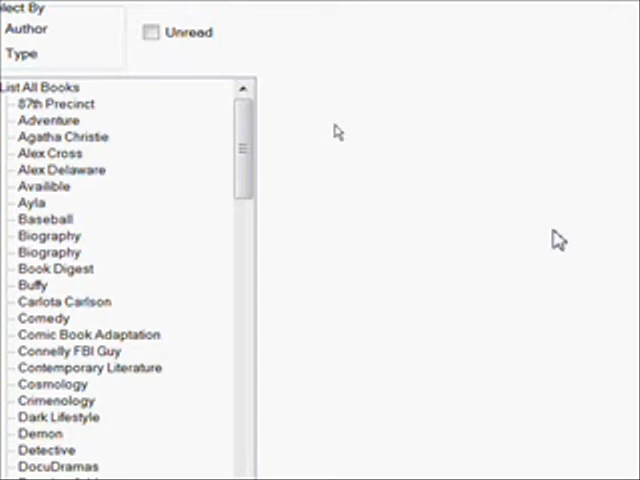 lect By
Author
Type
Unread
List All Books
87th Precinct
Adventure
Agatha Christie
Alex Cross
Alex Delaware
Availible
Ayla
Baseball
Biography
Biography
Book Digest
Buffy
Carlota Carlson
Comedy
Comic Book Adaptation
Connelly FBI Guy
Contemporary Literature
Cosmology
Crimenology
Dark Lifestyle
Demon
Detective
DocuDramas